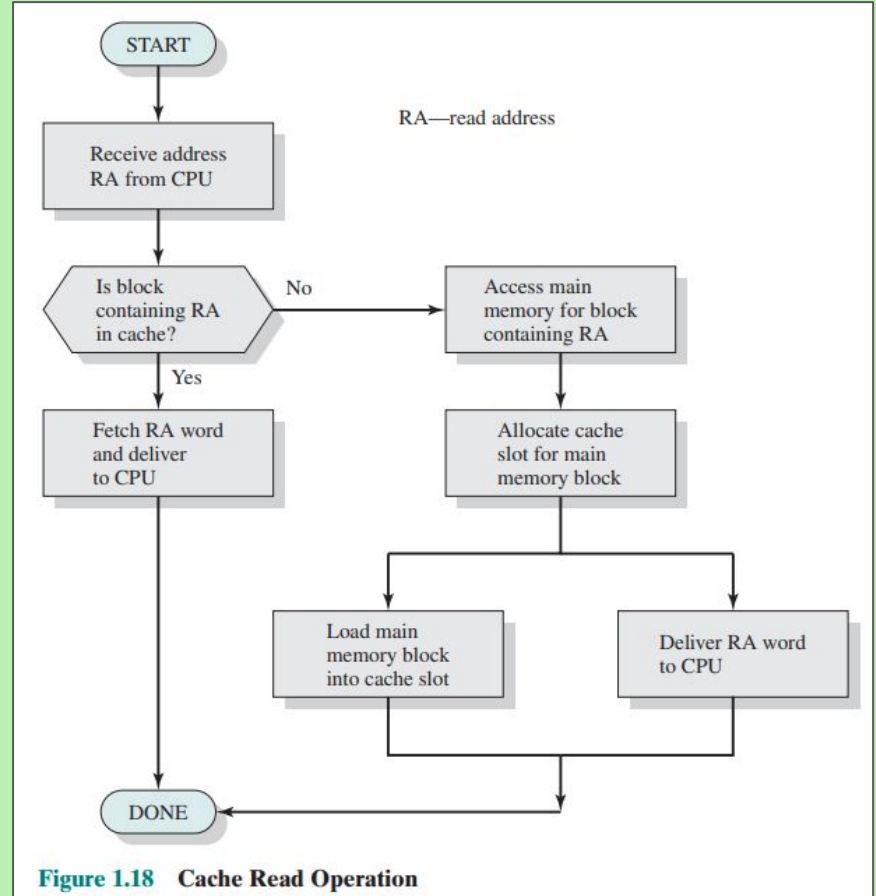 START
RA—read address
Receive address
RA from CPU
Is block
containing RA
in cache?
No
Yes
Access main
memory for block
containing RA
Fetch RA word
and deliver
to CPU
Allocate cache
slot for main
memory block
Load main
memory block
into cache slot
Deliver RA word
to CPU
DONE
Figure 1.18 Cache Read Operation